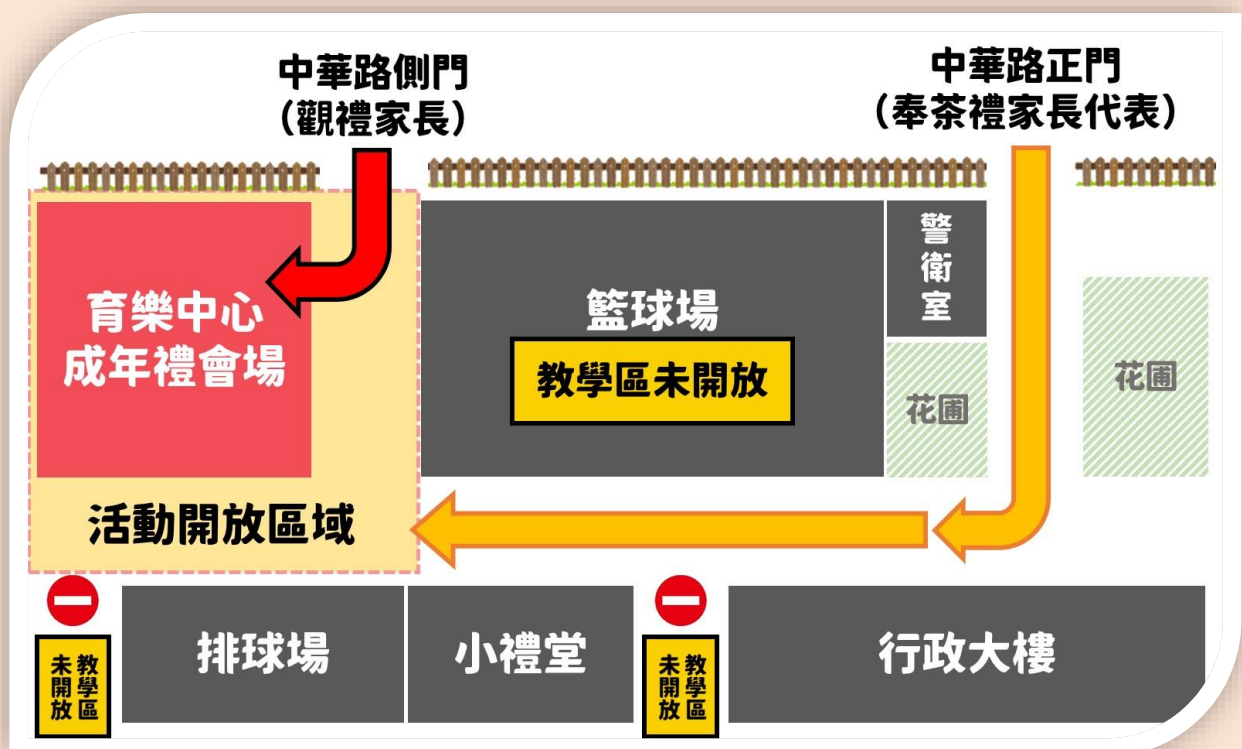 中華路側門
（觀禮家長）
中華路正門
（奉茶禮家長代表）
育樂中心
成年禮會場
籃球場
教學區未開放
警衛室
花圃
花圃
活動開放區域
教學區
未開放
排球場
小禮堂
教學區
未開放
行政大樓